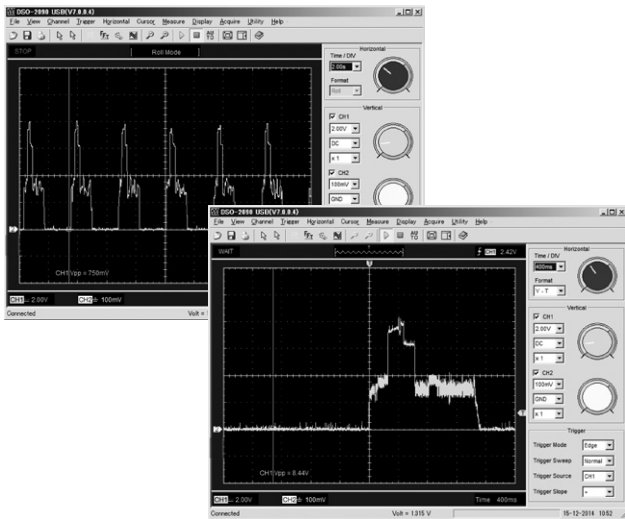 DSO-2090 USB(V7.0.0.4)
File View Channel Trigger Horizontal Cursor Measure Display Acquire Utility Help
STOP
Roll Mode
CH1 Vpp = 750mV
CH1 2.00V CH2 100mV
Connected Volt =
Horizontal
Time / DIV
2.00s
Format
Roll
Vertical
CH1
2.00V
DC
x 1
CH2
100mV
GND
DSO-2090 USB(V7.0.0.4)
File View Channel Trigger Horizontal Cursor Measure Display Acquire Utility Help
WAIT
CH1 2.42V
CH1 Vpp = 8.44V
CH1 2.00V CH2 100mV Time 400ms
Connected Volt = 1.315 V 15-12-2014 10:52
Horizontal
Time / DIV
400ms
Format
Y - T
Vertical
CH1
2.00V
DC
x 1
CH2
100mV
GND
x 1
Trigger
Trigger Mode Edge
Trigger Sweep Normal
Trigger Source CH1
Trigger Slope